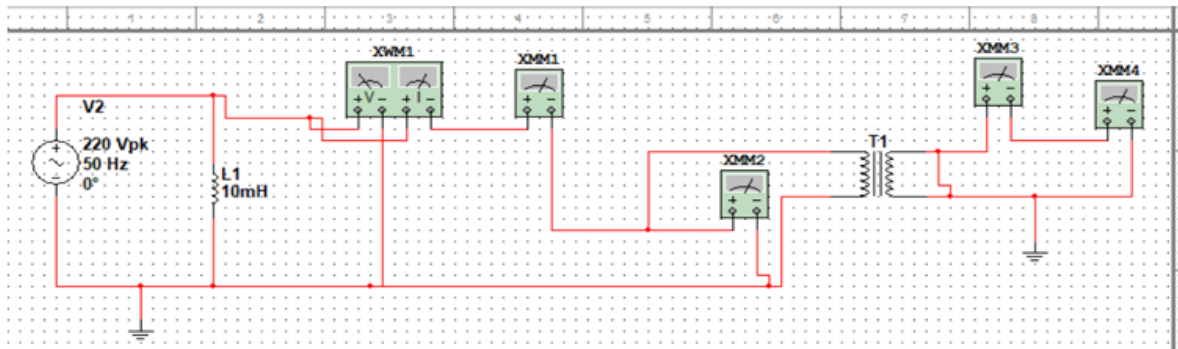 1 2 3 4 5 6 7 8
XWM1
V I
XMM1
XMM3
XMM4
V2
220 Vpk
50 Hz
0°
L1
10mH
XMM2
T1